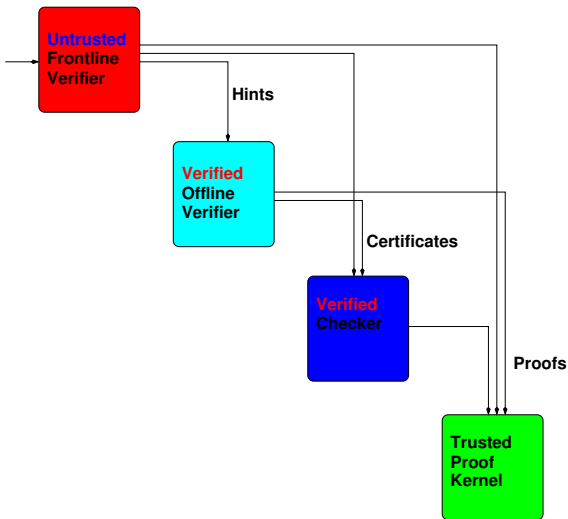 Untrusted
Frontline
Verifier
Hints
Verified
Offline
Verifier
Certificates
Verified
Checker
Proofs
Trusted
Proof
Kernel